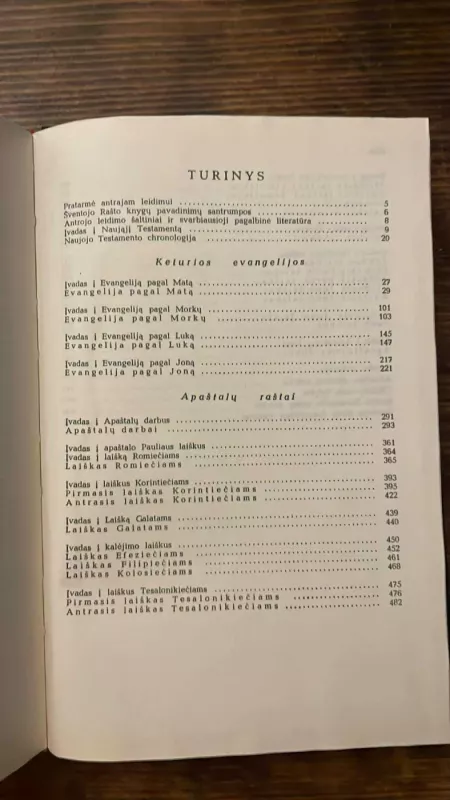 TURINYS
Pratarmė antrajam leidimui 5
Šventojo Rašto knygų pavadinimų santrumpos 6
Antrojo leidimo šaltiniai ir svarbiausioji pagalbinė literatūra 8
Įvadas į Naująjį Testamentą 9
Naujojo Testamento chronologija 20
Keturios evangelijos
Įvadas į Evangeliją pagal Matą 27
Evangelija pagal Matą 29
Įvadas į Evangeliją pagal Morkų 101
Evangelija pagal Morkų 103
Įvadas į Evangeliją pagal Luką 145
Evangelija pagal Luką 147
Įvadas į Evangeliją pagal Joną 217
Evangelija pagal Joną 221
Apaštalų raštai
Įvadas į Apaštalų darbus 291
Apaštalų darbai 293
Įvadas į apaštalo Pauliaus laiškus 361
Įvadas į laišką Romiečiams 364
Laiškas Romiečiams 365
Įvadas į laiškus Korintiečiams 393
Pirmasis laiškas Korintiečiams 395
Antrasis laiškas Korintiečiams 422
Įvadas į Laišką Galatams 439
Laiškas Galatams 440
Įvadas į kalėjimo laiškus 450
Laiškas Efeziečiams 452
Laiškas Filipiečiams 461
Laiškas Kolosiečiams 468
Įvadas į laiškus Tesalonikiečiams 475
Pirmasis laiškas Tesalonikiečiams 476
Antrasis laiškas Tesalonikiečiams 482